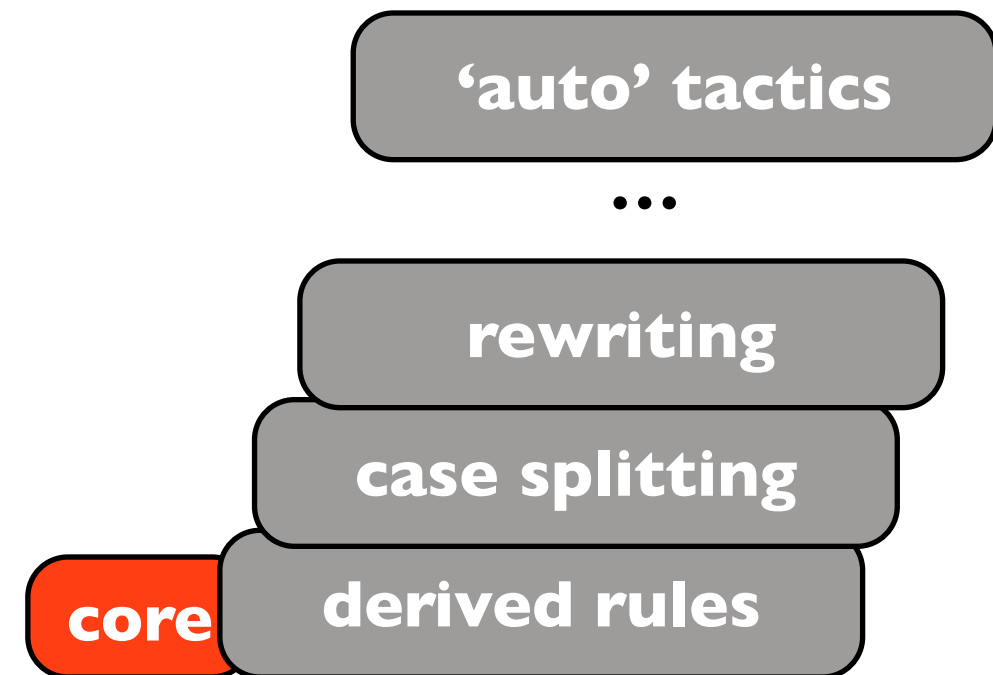 ‘auto’ tactics
...
rewriting
case splitting
core derived rules